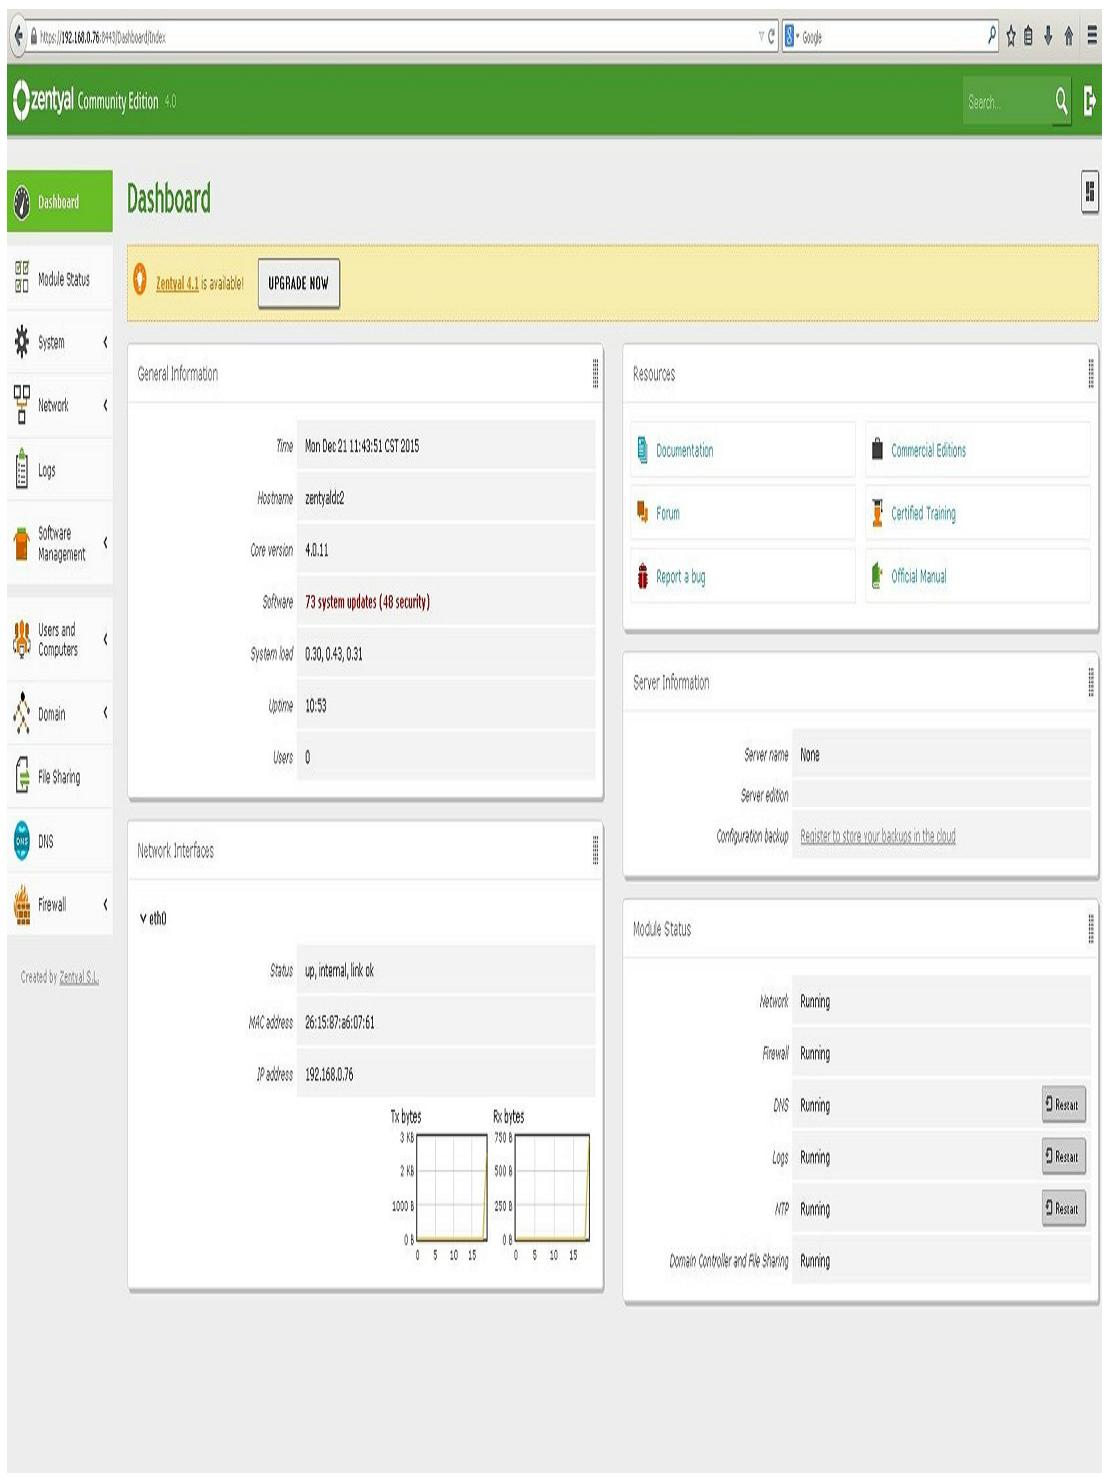 https://192.168.0.76:8443/Dashboard/Index
Google
zentyal Community Edition 4.0
Search...
Dashboard
Module Status
System
Network
Logs
Software
Management
Users and
Computers
Domain
File Sharing
DNS
Firewall
Created by Zentyal S.L.
Dashboard
Zentyal 4.1 is available!
UPGRADE NOW
General Information
Time Mon Dec 21 11:43:51 CST 2015
Hostname zentyaldc2
Core version 4.0.11
Software 73 system updates (48 security)
System load 0.30, 0.43, 0.31
Uptime 10:53
Users 0
Network Interfaces
eth0
Status up, internal, link ok
MAC address 26:15:87:a6:07:61
IP address 192.168.0.76
Tx bytes
3 KB
2 KB
1000 B
0 B
0 5 10 15
Rx bytes
750 B
500 B
250 B
0 B
0 5 10 15
Resources
Documentation
Commercial Editions
Forum
Certified Training
Report a bug
Official Manual
Server Information
Server name None
Server edition
Configuration backup Register to store your backups in the cloud
Module Status
Network Running
Firewall Running
DNS Running Restart
Logs Running Restart
NTP Running Restart
Domain Controller and File Sharing Running